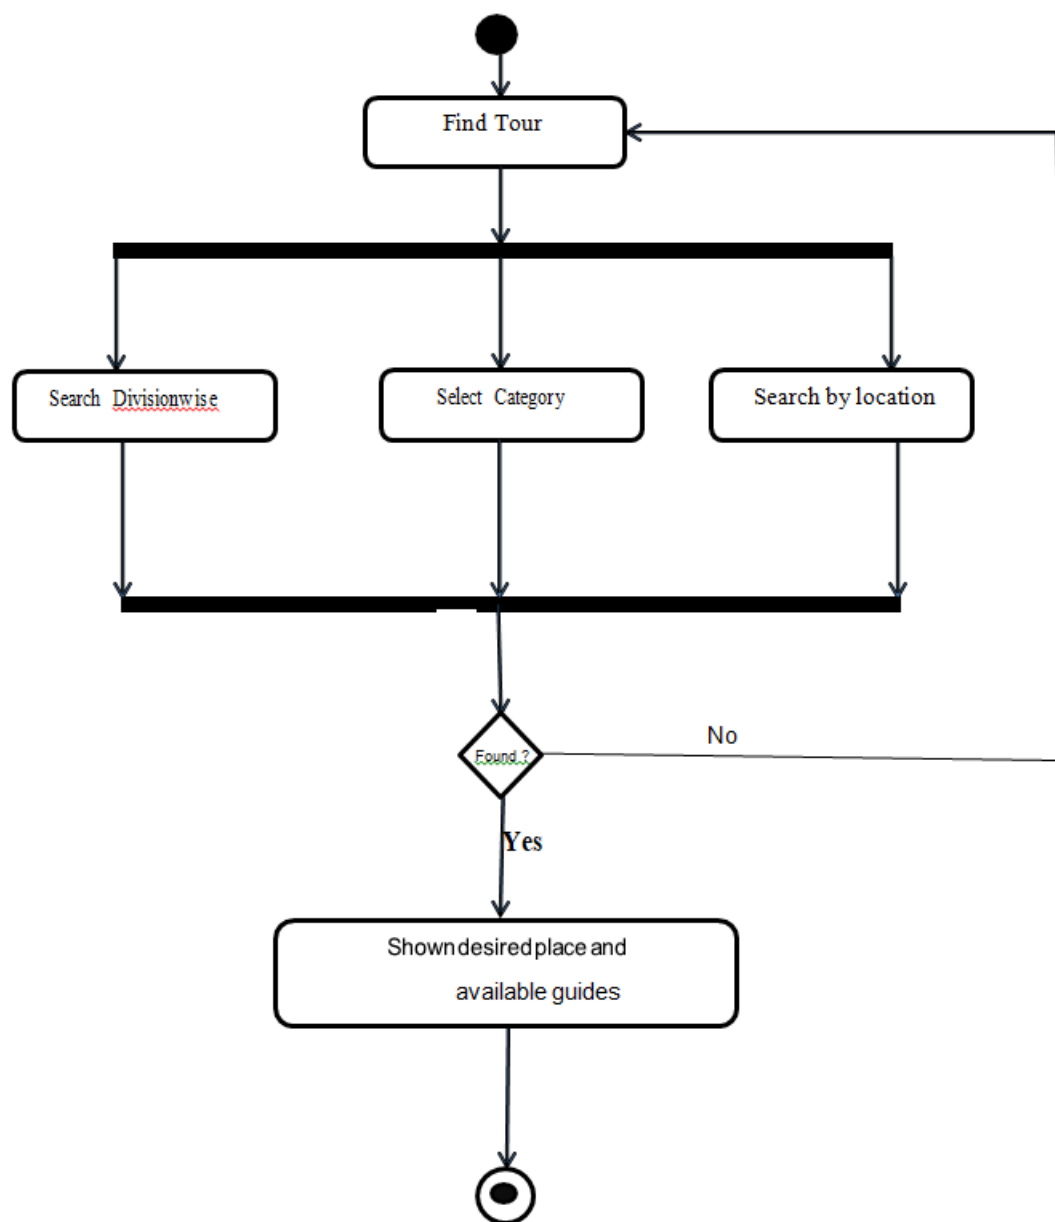 Find Tour
Search Divisionwise
Select Category
Search by location
Found ?
No
Yes
Shown desired place and
available guides